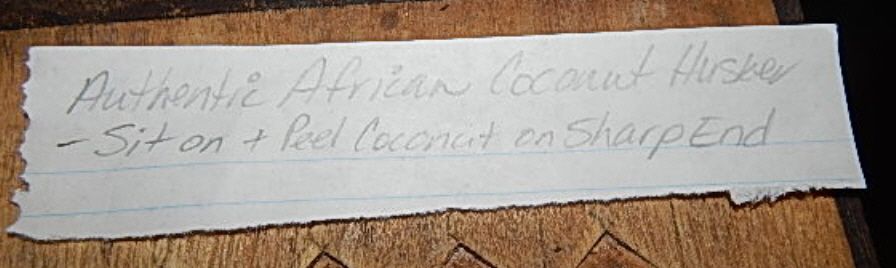 Authentic African Coconut Husker
- Sit on + Peel Coconut on Sharp End